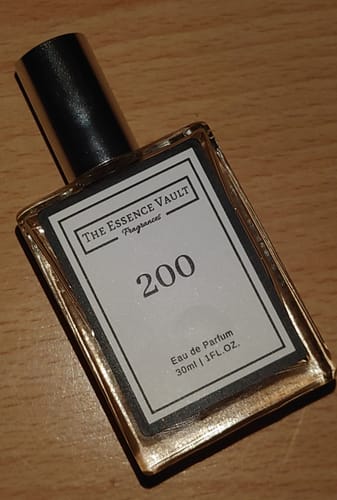 THE ESSENCE VAULT
Fragrances
200
Eau de Parfum
30ml | 1FL.OZ.